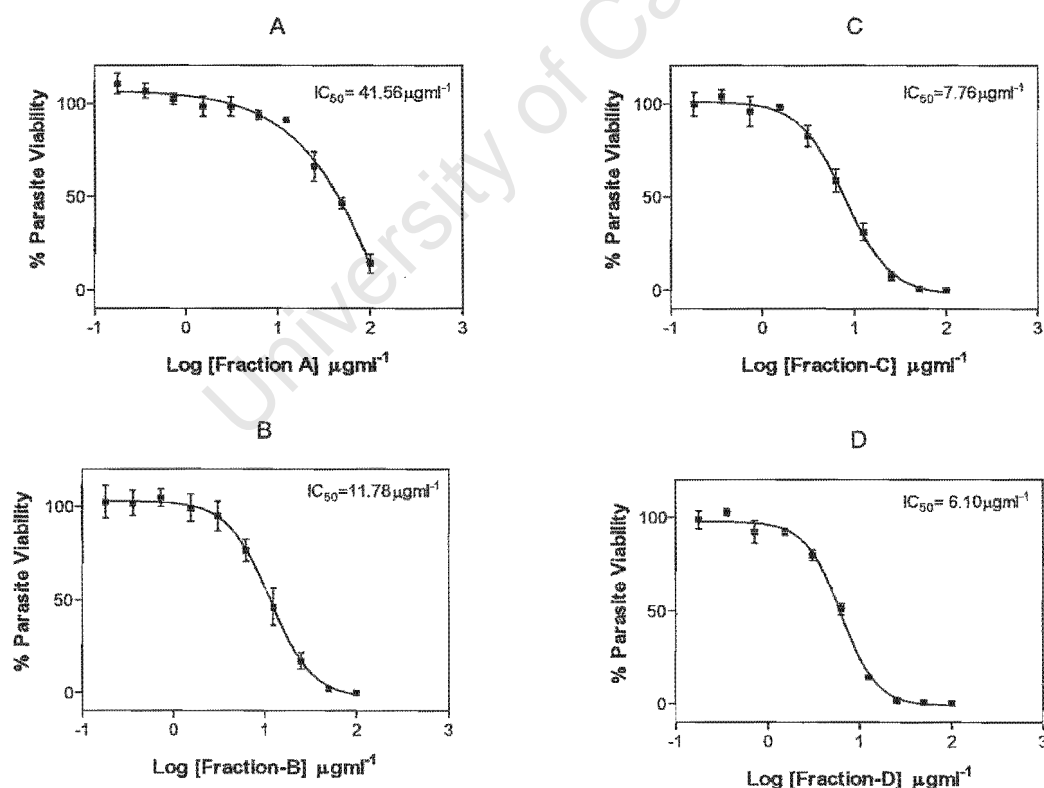 A
IC50= 41.56µgml-1
% Parasite Viability
100
50
0
-1 0 1 2 3
Log [Fraction A] µgml-1
B
IC50=11.78µgml-1
% Parasite Viability
100
50
0
-1 0 1 2 3
Log [Fraction-B] µgml-1
C
IC50=7.76µgml-1
% Parasite Viability
100
50
0
-1 0 1 2 3
Log [Fraction-C] µgml-1
D
IC50= 6.10µgml-1
% Parasite Viability
100
50
0
-1 0 1 2 3
Log [Fraction-D] µgml-1
University of Ca